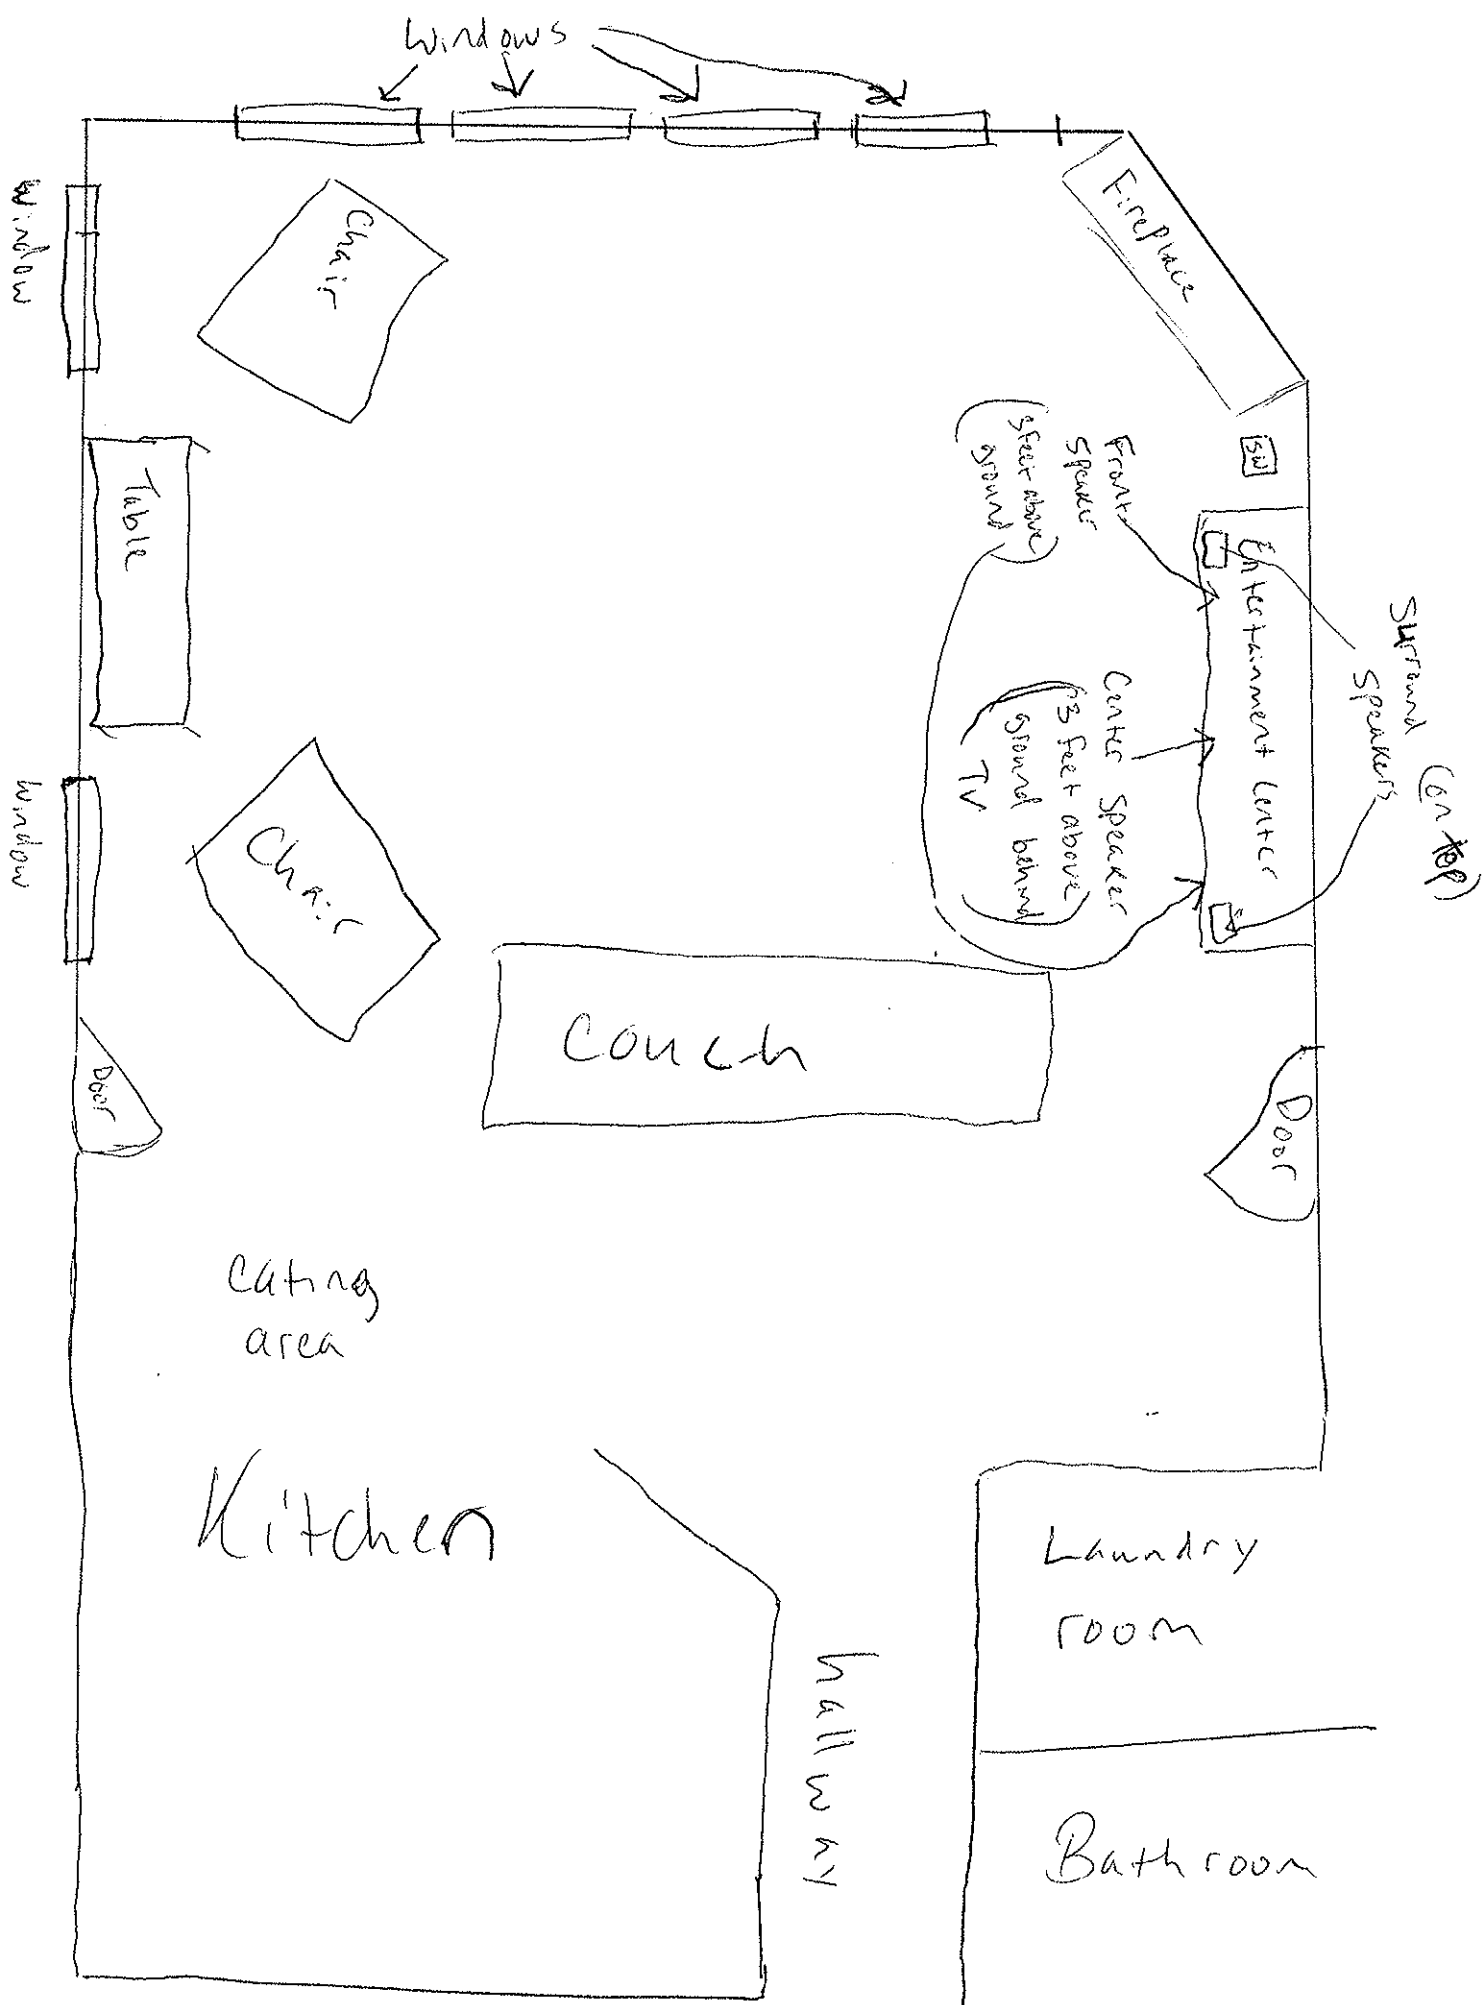 Windows
Window
Chair
Fireplace
SW
Table
Front
Speaker
(3 feet above
ground)
Entertainment Center
Surround (on top)
Speakers
Center Speaker
(3 feet above
ground behind
TV)
Window
Chair
Couch
Door
Door
eating
area
Kitchen
hallway
Laundry
room
Bathroom